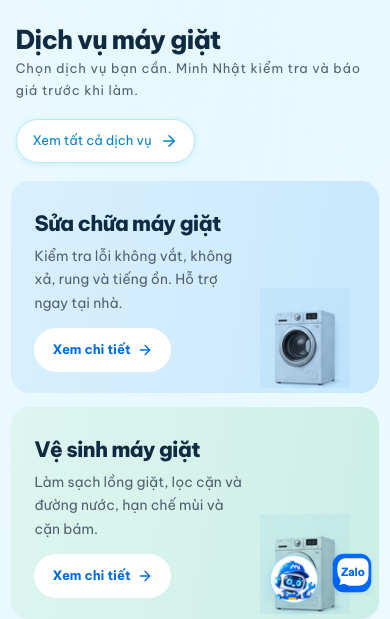 Dịch vụ máy giặt
Chọn dịch vụ bạn cần. Minh Nhật kiểm tra và báo
giá trước khi làm.
Xem tất cả dịch vụ →
Sửa chữa máy giặt
Kiểm tra lỗi không vắt, không
xả, rung và tiếng ồn. Hỗ trợ
ngay tại nhà.
Xem chi tiết →
Vệ sinh máy giặt
Làm sạch lồng giặt, lọc cặn và
đường nước, hạn chế mùi và
cặn bám.
Xem chi tiết →
Zalo